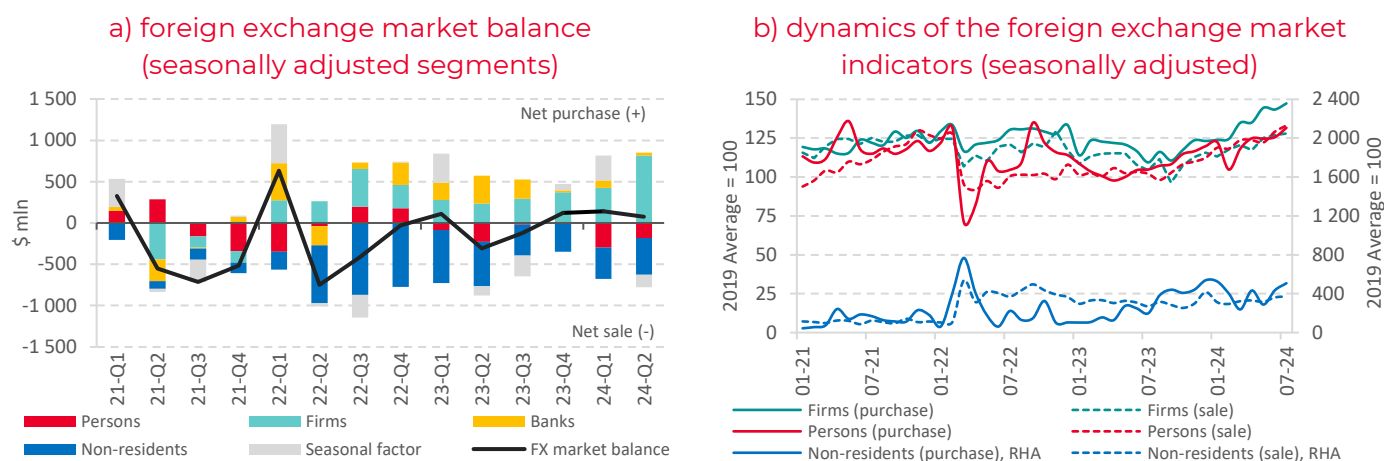 a) foreign exchange market balance
(seasonally adjusted segments)
1 500
1 000
500
0
-500
-1 000
-1 500
$ mln
Net purchase (+)
Net sale (-)
21-Q1
21-Q2
21-Q3
21-Q4
22-Q1
22-Q2
22-Q3
22-Q4
23-Q1
23-Q2
23-Q3
23-Q4
24-Q1
24-Q2
Persons
Firms
Banks
Non-residents
Seasonal factor
FX market balance
b) dynamics of the foreign exchange market
indicators (seasonally adjusted)
150
125
100
75
50
25
0
2019 Average = 100
2 400
2 000
1 600
1 200
800
400
0
2019 Average = 100
01-21
07-21
01-22
07-22
01-23
07-23
01-24
07-24
Firms (purchase)
Firms (sale)
Persons (purchase)
Persons (sale)
Non-residents (purchase), RHA
Non-residents (sale), RHA